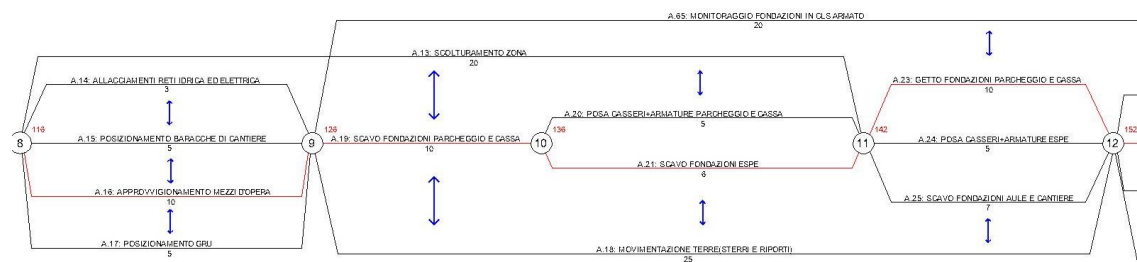 A.65: MONITORAGGIO FONDAZIONI IN CLS ARMATO
20
A.13: SCOLTURAMENTO ZONA
20
A.14: ALLACCIAMENTI RETI IDRICA ED ELETTRICA
3
A.23: GETTO FONDAZIONI PARCHEGGIO E CASSA
10
A.20: POSA CASSERI+ARMATURE PARCHEGGIO E CASSA
5
116
126
136
142
152
8
A.15: POSIZIONAMENTO BARACCHE DI CANTIERE
5
9
A.19: SCAVO FONDAZIONI PARCHEGGIO E CASSA
10
10
11
A.24: POSA CASSERI+ARMATURE ESPE
5
12
A.21: SCAVO FONDAZIONI ESPE
6
A.16: APPROVVIGIONAMENTO MEZZI D'OPERA
10
A.25: SCAVO FONDAZIONI AULE E CANTIERE
7
A.17: POSIZIONAMENTO GRU
5
A.18: MOVIMENTAZIONE TERRE(STERRI E RIPORTI)
25